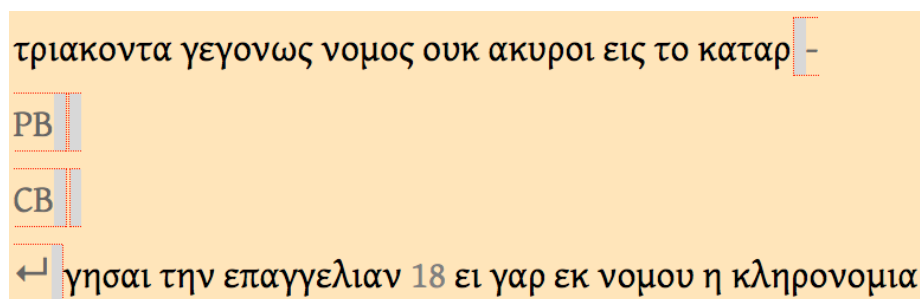 τριακοντα γεγονως νομος ουκ ακυροι εις το καταρ -
PB
CB
↵ γησαι την επαγγελιαν 18 ει γαρ εκ νομου η κληρονομια